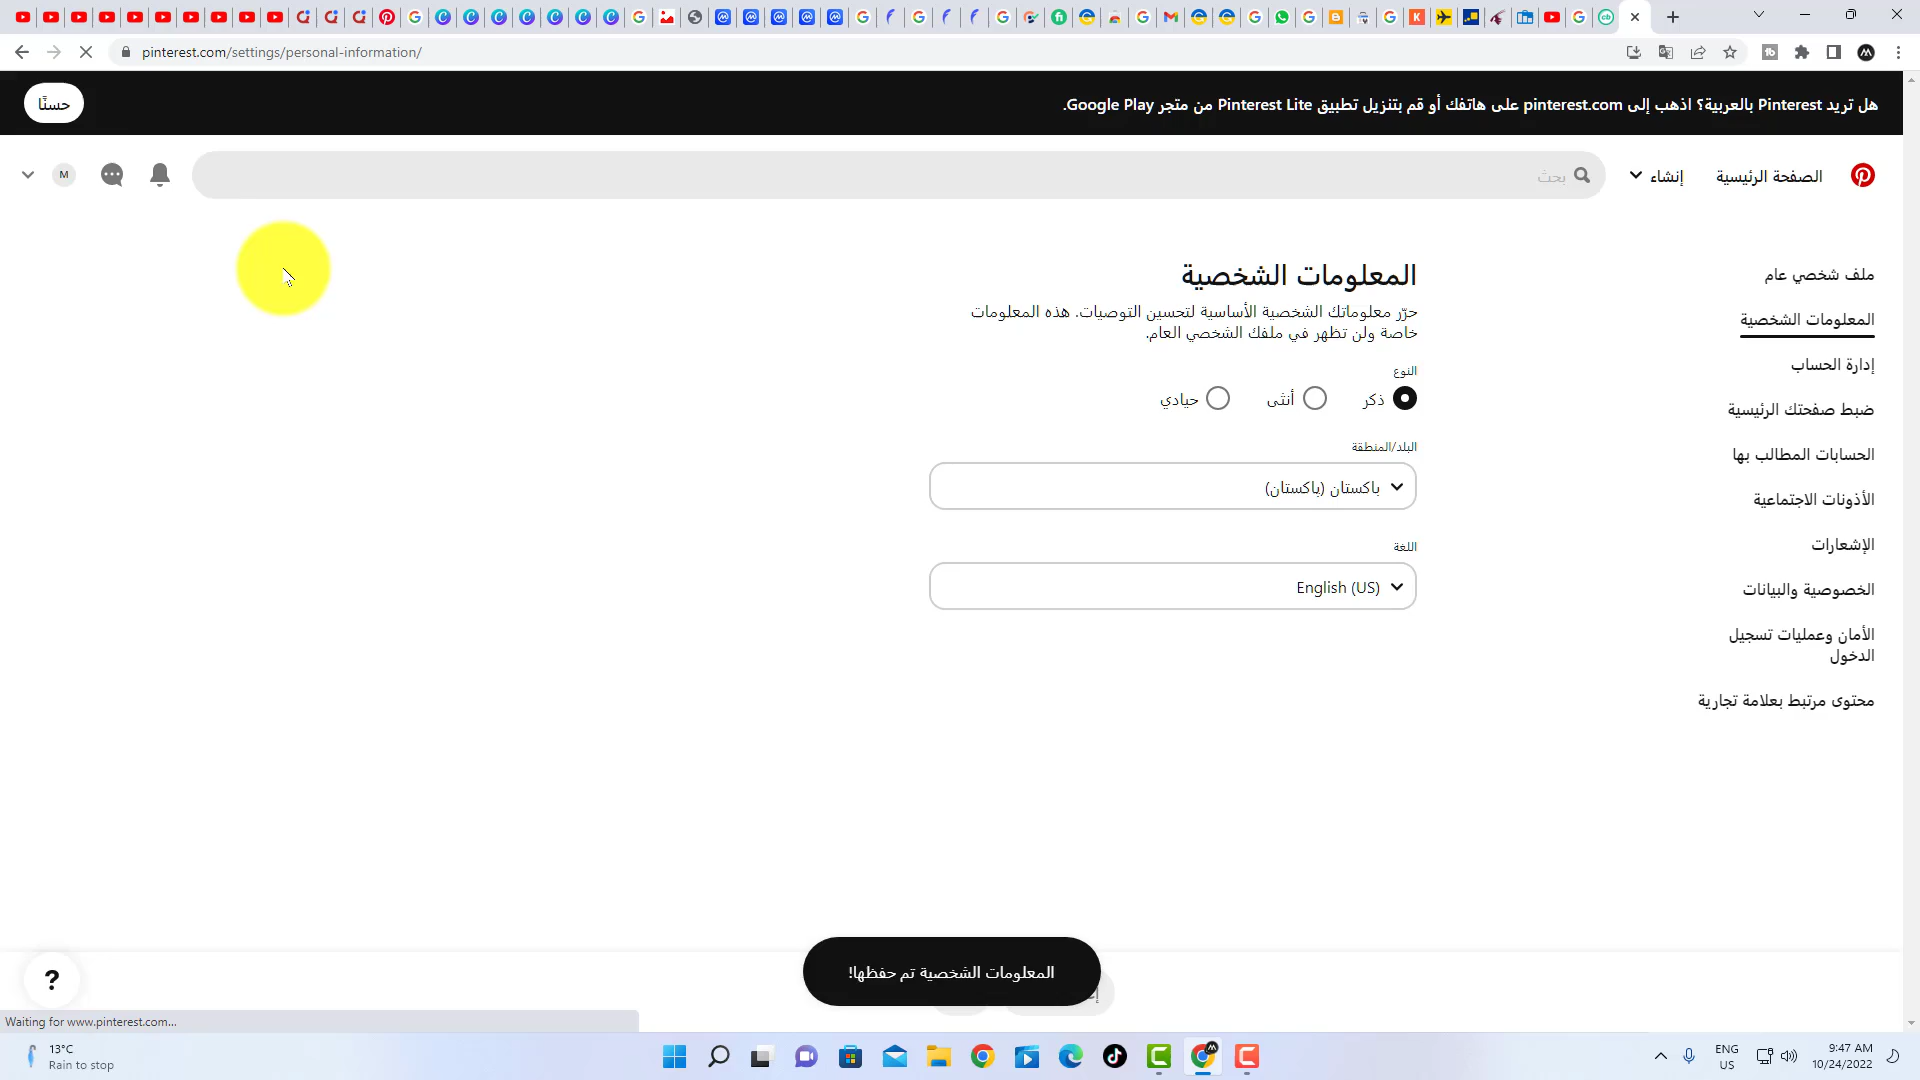 pinterest.com/settings/personal-information/
هل تريد Pinterest بالعربية؟ اذهب إلى pinterest.com على هاتفك أو قم بتنزيل تطبيق Pinterest Lite من متجر Google Play.
حسنًا
الصفحة الرئيسية
إنشاء
بحث
M
ملف شخصي عام
المعلومات الشخصية
إدارة الحساب
ضبط صفحتك الرئيسية
الحسابات المطالب بها
الأذونات الاجتماعية
الإشعارات
الخصوصية والبيانات
الأمان وعمليات تسجيل
الدخول
محتوى مرتبط بعلامة تجارية
المعلومات الشخصية
حرّر معلوماتك الشخصية الأساسية لتحسين التوصيات. هذه المعلومات
خاصة ولن تظهر في ملفك الشخصي العام.
النوع
ذكر
أنثى
حيادي
البلد/المنطقة
باكستان (باكستان)
اللغة
English (US)
المعلومات الشخصية تم حفظها!
?
Waiting for www.pinterest.com...
13°C
Rain to stop
ENG
US
9:47 AM
10/24/2022